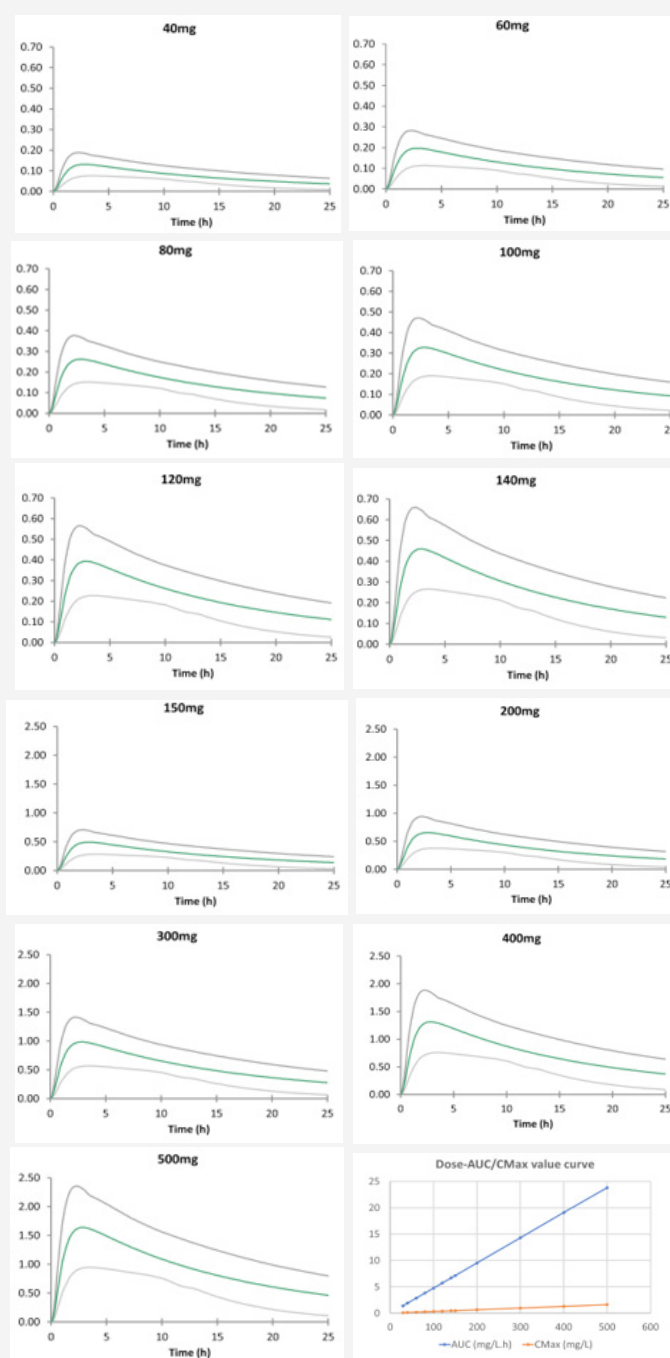 40mg
0.70
0.60
0.50
0.40
0.30
0.20
0.10
0.00
0 5 10 15 20 25
Time (h)
60mg
0.70
0.60
0.50
0.40
0.30
0.20
0.10
0.00
0 5 10 15 20 25
Time (h)
80mg
0.70
0.60
0.50
0.40
0.30
0.20
0.10
0.00
0 5 10 15 20 25
Time (h)
100mg
0.70
0.60
0.50
0.40
0.30
0.20
0.10
0.00
0 5 10 15 20 25
Time (h)
120mg
0.70
0.60
0.50
0.40
0.30
0.20
0.10
0.00
0 5 10 15 20 25
Time (h)
140mg
0.70
0.60
0.50
0.40
0.30
0.20
0.10
0.00
0 5 10 15 20 25
Time (h)
150mg
2.50
2.00
1.50
1.00
0.50
0.00
0 5 10 15 20 25
Time (h)
200mg
2.50
2.00
1.50
1.00
0.50
0.00
0 5 10 15 20 25
Time (h)
300mg
2.50
2.00
1.50
1.00
0.50
0.00
0 5 10 15 20 25
Time (h)
400mg
2.50
2.00
1.50
1.00
0.50
0.00
0 5 10 15 20 25
Time (h)
500mg
2.50
2.00
1.50
1.00
0.50
0.00
0 5 10 15 20 25
Time (h)
Dose-AUC/CMax value curve
25
20
15
10
5
0
0 100 200 300 400 500 600
AUC (mg/L.h) CMax (mg/L)